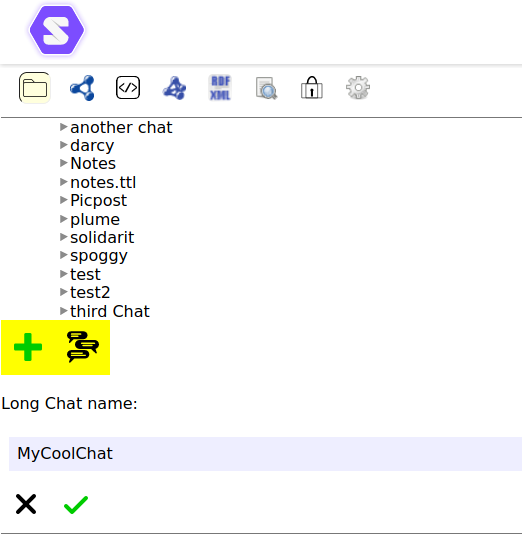 S
</>
RDF
XML
another chat
darcy
Notes
notes.ttl
Picpost
plume
solidarit
spoggy
test
test2
third Chat
Long Chat name:
MyCoolChat